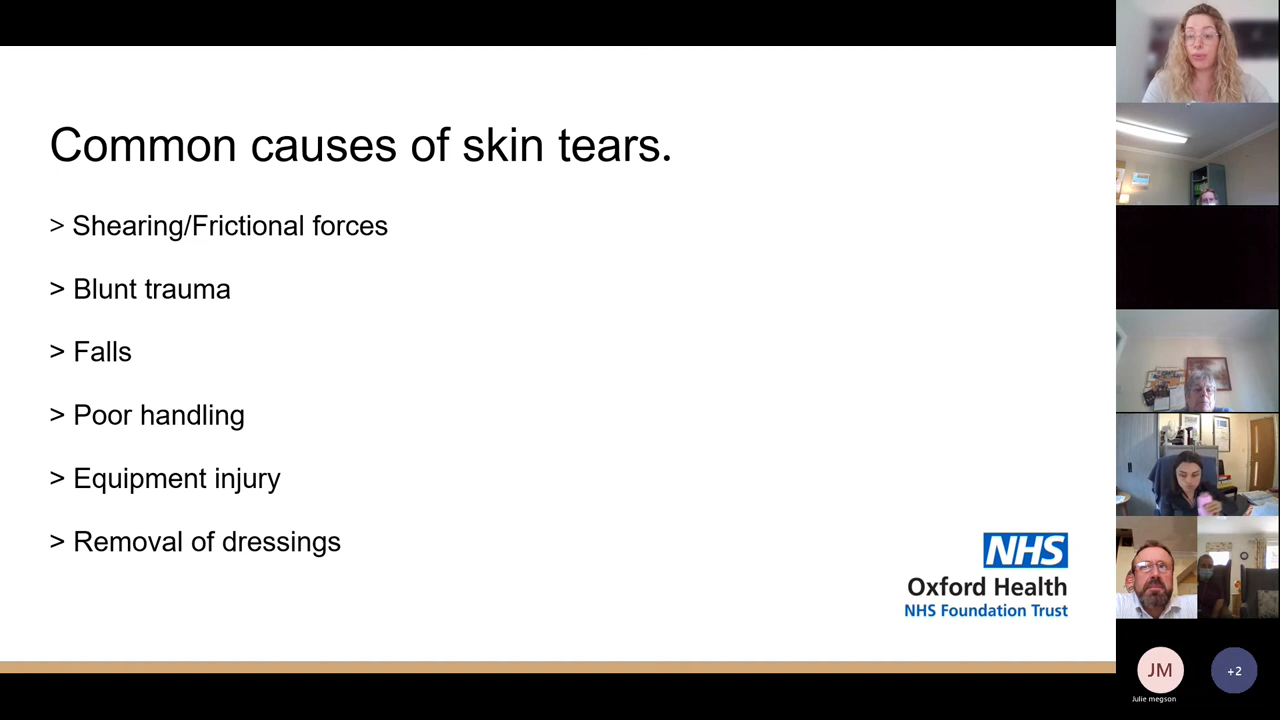 Common causes of skin tears.
> Shearing/Frictional forces
> Blunt trauma
> Falls
> Poor handling
> Equipment injury
> Removal of dressings
NHS
Oxford Health
NHS Foundation Trust
JM
+2
Julie megson